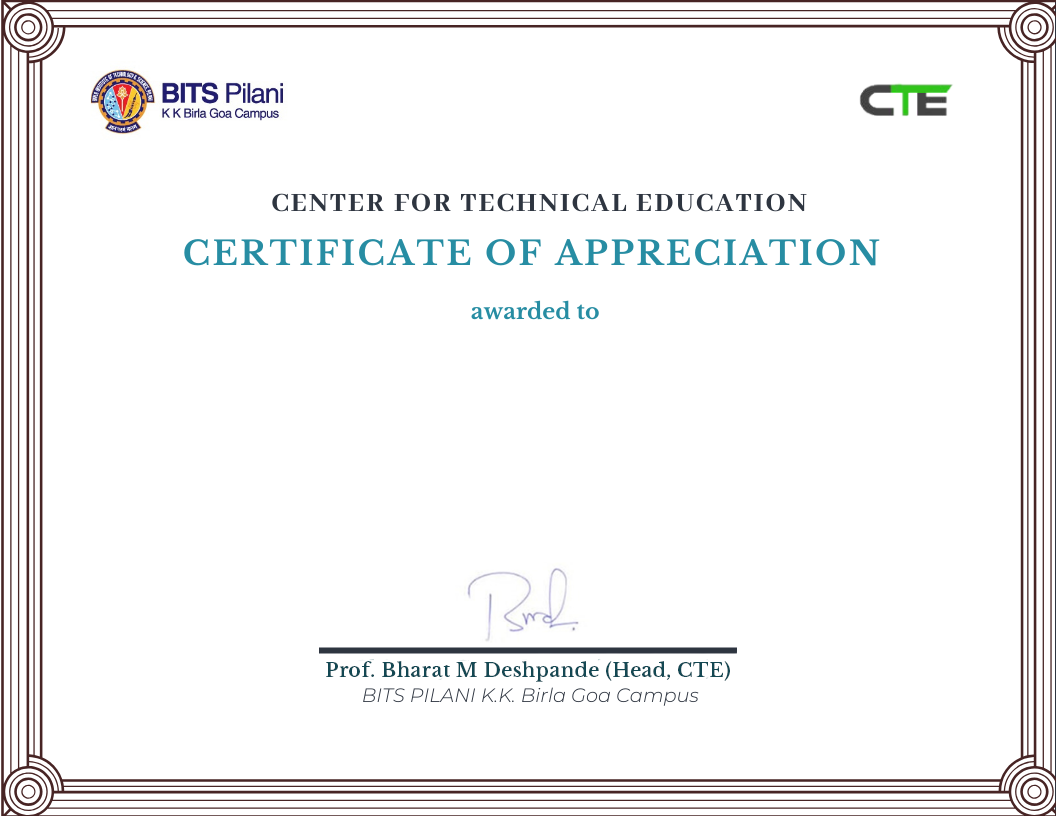 BITS Pilani
K K Birla Goa Campus
CTE
CENTER FOR TECHNICAL EDUCATION
CERTIFICATE OF APPRECIATION
awarded to
Prof. Bharat M Deshpande (Head, CTE)
BITS PILANI K.K. Birla Goa Campus